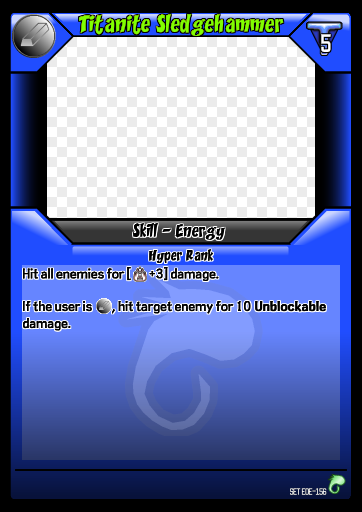 Titanite Sledgehammer
5
Skill - Energy
Hyper Rank
Hit all enemies for [ +3] damage.
If the user is , hit target enemy for 10 Unblockable
damage.
SET EOE-156